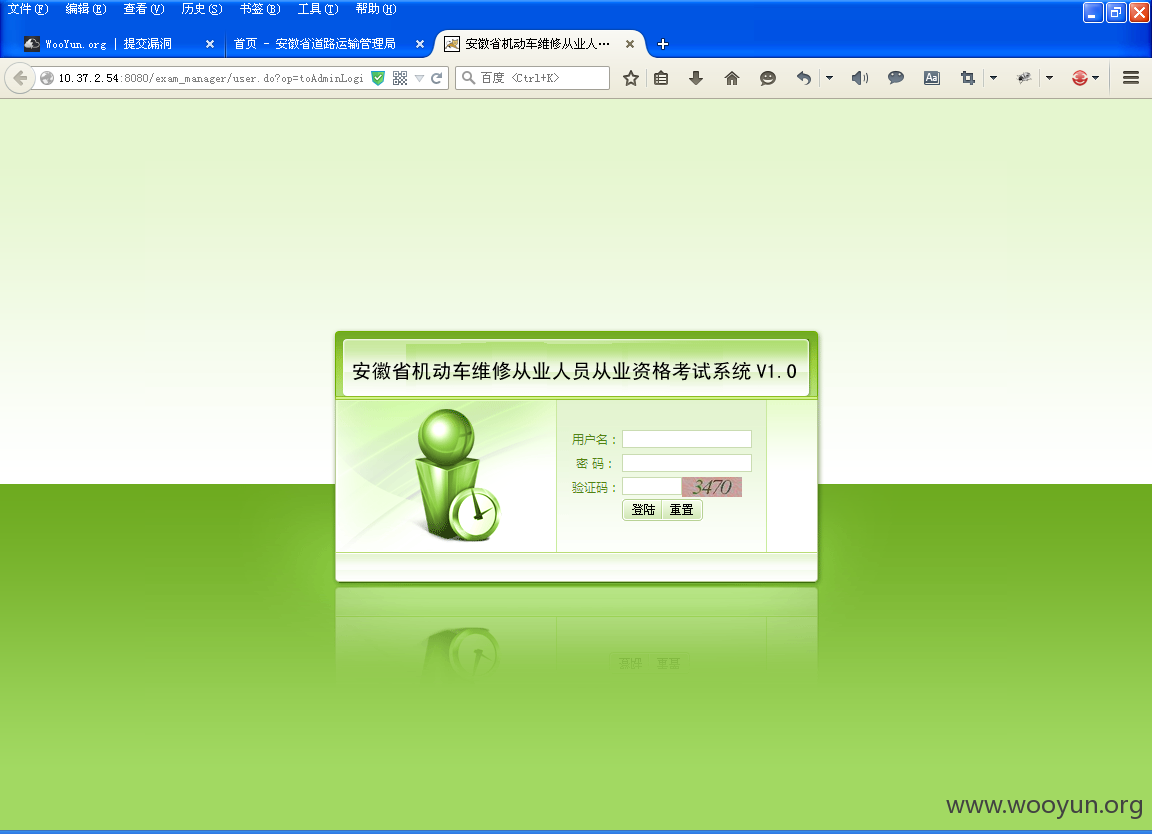 文件(F) 编辑(E) 查看(V) 历史(S) 书签(B) 工具(T) 帮助(H)
WooYun.org | 提交漏洞 首页 - 安徽省道路运输管理局 安徽省机动车维修从业人...
10.37.2.54:8080/exam_manager/user.do?op=toAdminLogi 百度 <Ctrl+K>
安徽省机动车维修从业人员从业资格考试系统 V1.0
用户名：
密 码：
验证码： 3470
登陆 重置
www.wooyun.org